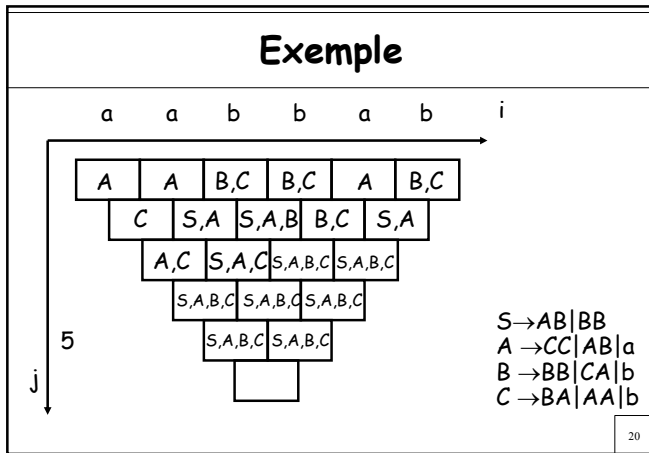 Exemple
a a b b a b i
A A B,C B,C A B,C
C S,A S,A,B B,C S,A
A,C S,A,C S,A,B,C S,A,B,C
S,A,B,C S,A,B,C S,A,B,C
5 S,A,B,C S,A,B,C
j
S→AB|BB
A→CC|AB|a
B→BB|CA|b
C→BA|AA|b
20